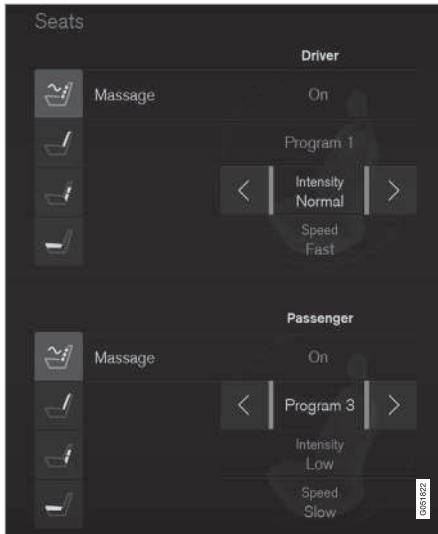 Seats
Driver
Massage On
Program 1
Intensity
Normal
Speed
Fast
Passenger
Massage On
Program 3
Intensity
Low
Speed
Slow
G051822